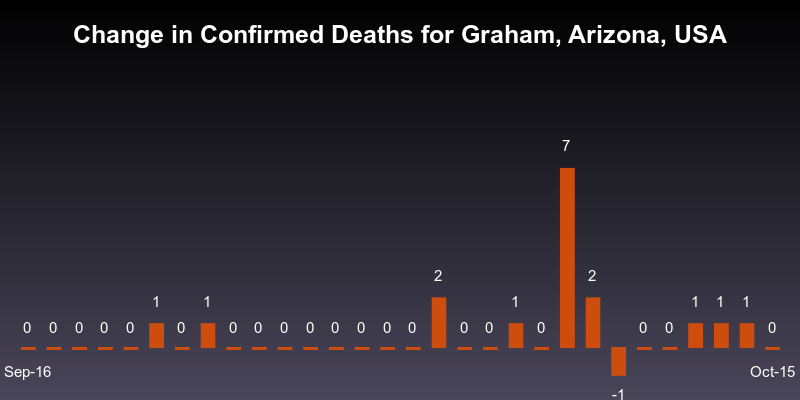 Change in Confirmed Deaths for Graham, Arizona, USA
7
2 2
1 1 1 1 1 1
0 0 0 0 0 0 0 0 0 0 0 0 0 0 0 0 0 0 0 0
Sep-16 Oct-15
-1